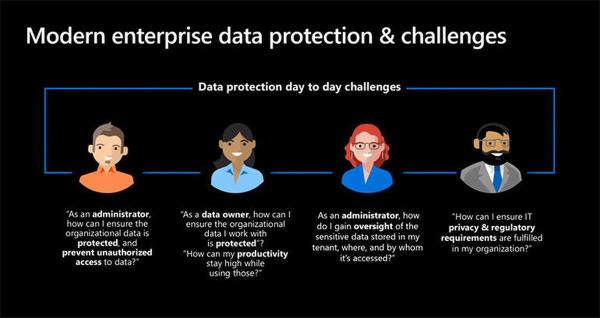 Modern enterprise data protection & challenges
Data protection day to day challenges
“As an administrator,
how can I ensure the
organizational data is
protected, and
prevent unauthorized
access to data?”
“As a data owner, how can I
ensure the organizational
data I work with
is protected”?
“How can my productivity
stay high while
using those?”
As an administrator, how
do I gain oversight of the
sensitive data stored in my
tenant, where, and by whom
it’s accessed?”
“How can I ensure IT
privacy & regulatory
requirements are fulfilled
in my organization?”